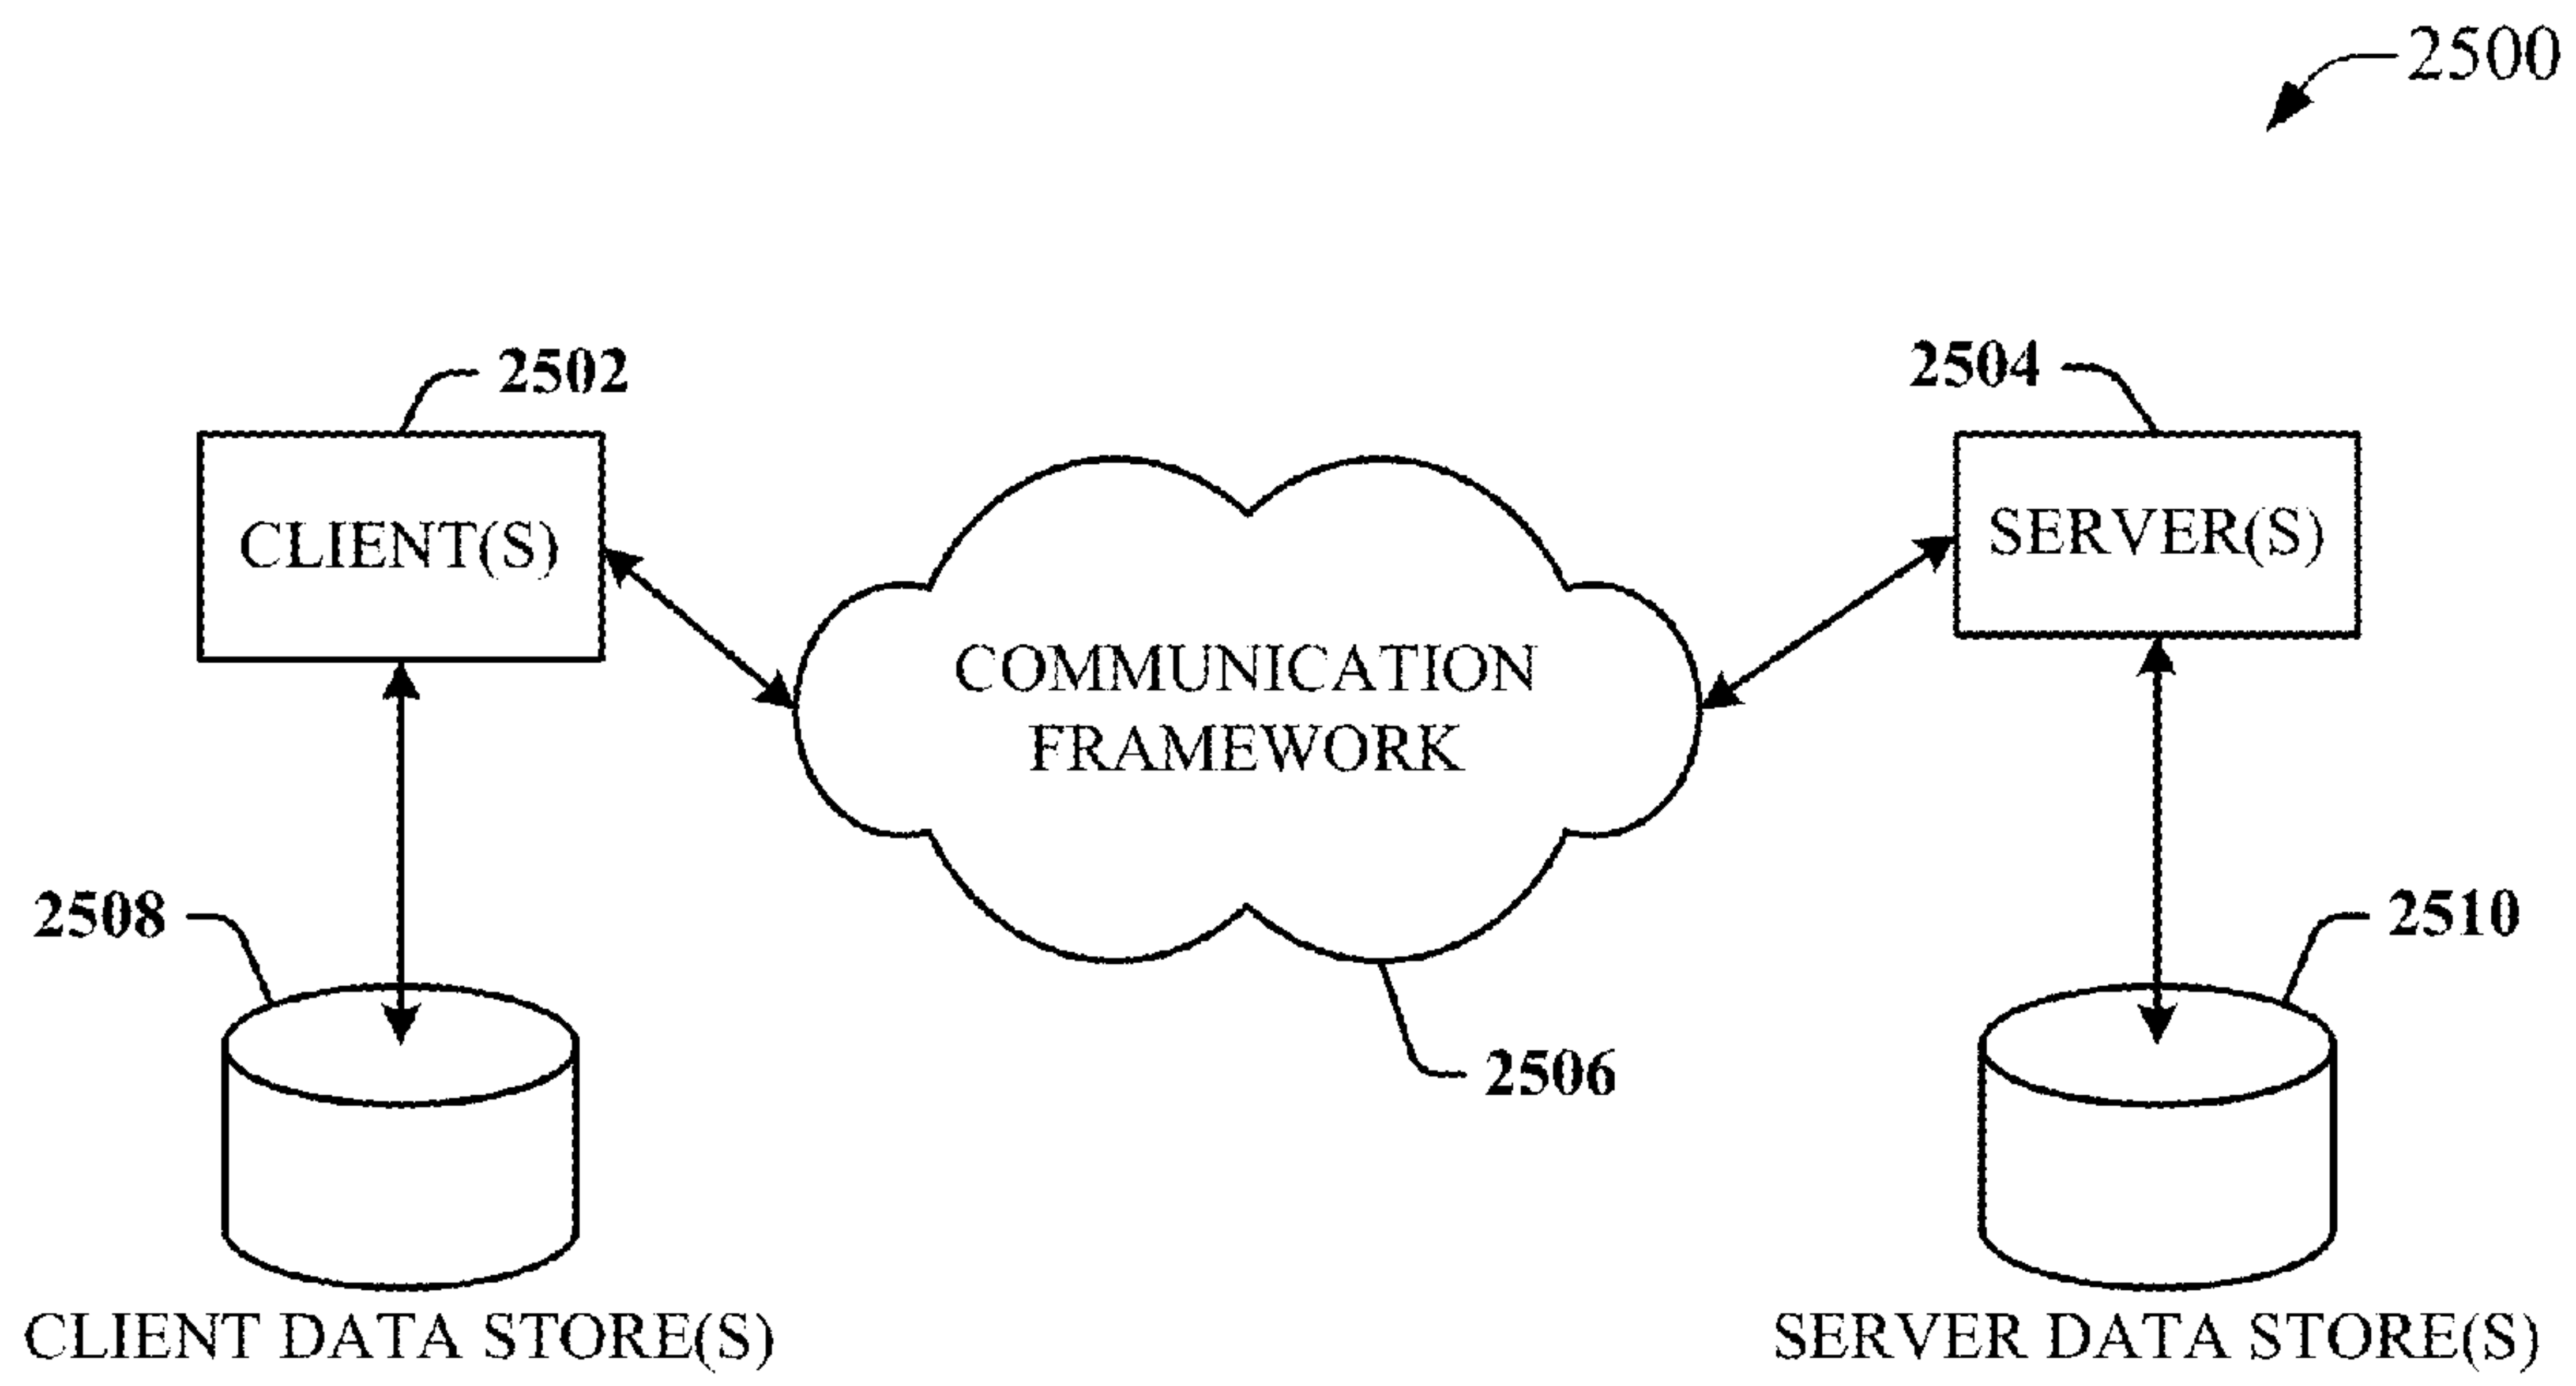 2500
2502
2504
CLIENT(S)
SERVER(S)
COMMUNICATION
FRAMEWORK
2508
2510
2506
CLIENT DATA STORE(S)
SERVER DATA STORE(S)